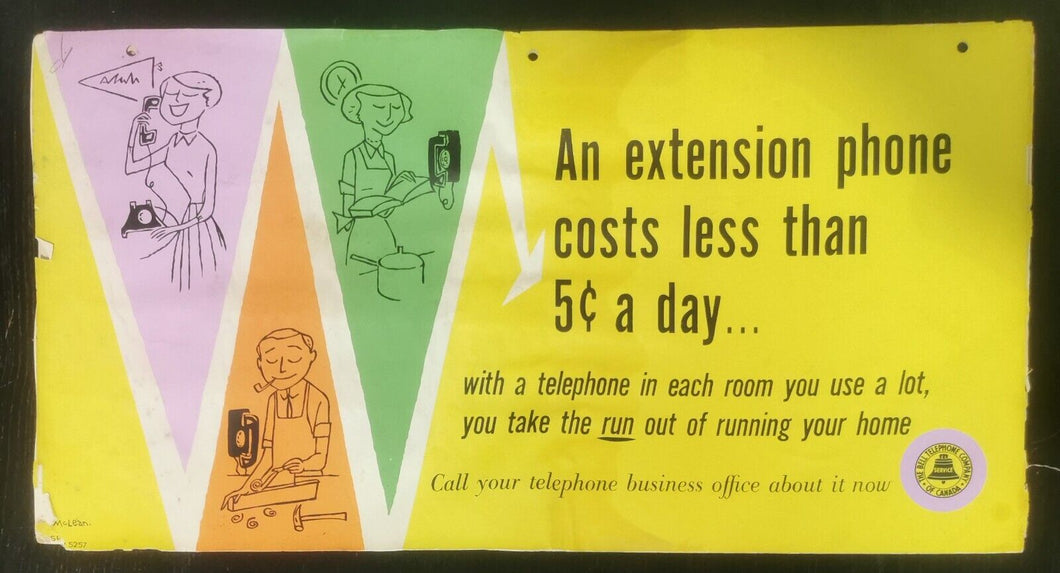 An extension phone
costs less than
5¢ a day...
with a telephone in each room you use a lot,
you take the run out of running your home
Call your telephone business office about it now
THE BELL TELEPHONE COMPANY
OF CANADA
SERVICE
McLean.
5257